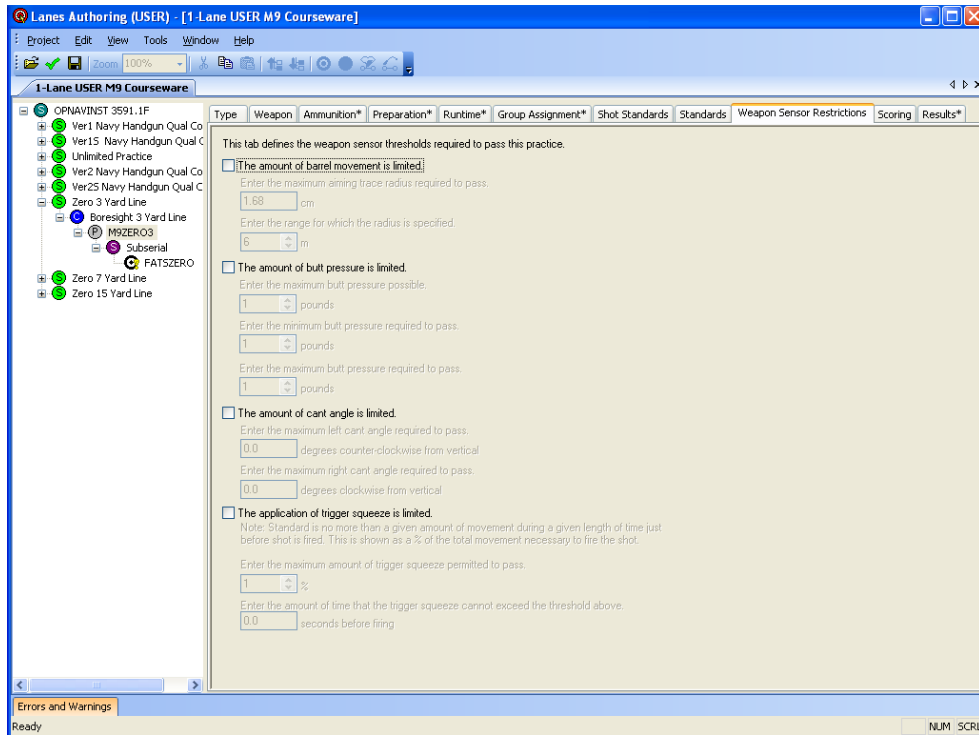 Lanes Authoring (USER) - [1-Lane USER M9 Courseware]
Project Edit View Tools Window Help
Zoom 100%
1-Lane USER M9 Courseware
OPNAVINST 3591.1F
Ver1 Navy Handgun Qual Co
Ver1S Navy Handgun Qual C
Unlimited Practice
Ver2 Navy Handgun Qual Co
Ver2S Navy Handgun Qual C
Zero 3 Yard Line
Boresight 3 Yard Line
M9ZERO3
Subserial
FATSZERO
Zero 7 Yard Line
Zero 15 Yard Line
Type Weapon Ammunition* Preparation* Runtime* Group Assignment* Shot Standards Standards Weapon Sensor Restrictions Scoring Results*
This tab defines the weapon sensor thresholds required to pass this practice.
The amount of barrel movement is limited.
Enter the maximum aiming trace radius required to pass.
1.68 cm
Enter the range for which the radius is specified.
6 m
The amount of butt pressure is limited.
Enter the maximum butt pressure possible.
1 pounds
Enter the minimum butt pressure required to pass.
1 pounds
Enter the maximum butt pressure required to pass.
1 pounds
The amount of cant angle is limited.
Enter the maximum left cant angle required to pass.
0.0 degrees counter-clockwise from vertical
Enter the maximum right cant angle required to pass.
0.0 degrees clockwise from vertical
The application of trigger squeeze is limited.
Note: Standard is no more than a given amount of movement during a given length of time just
before shot is fired. This is shown as a % of the total movement necessary to fire the shot.
Enter the maximum amount of trigger squeeze permitted to pass.
1 %
Enter the amount of time that the trigger squeeze cannot exceed the threshold above.
0.0 seconds before firing
Errors and Warnings
Ready NUM SCRL